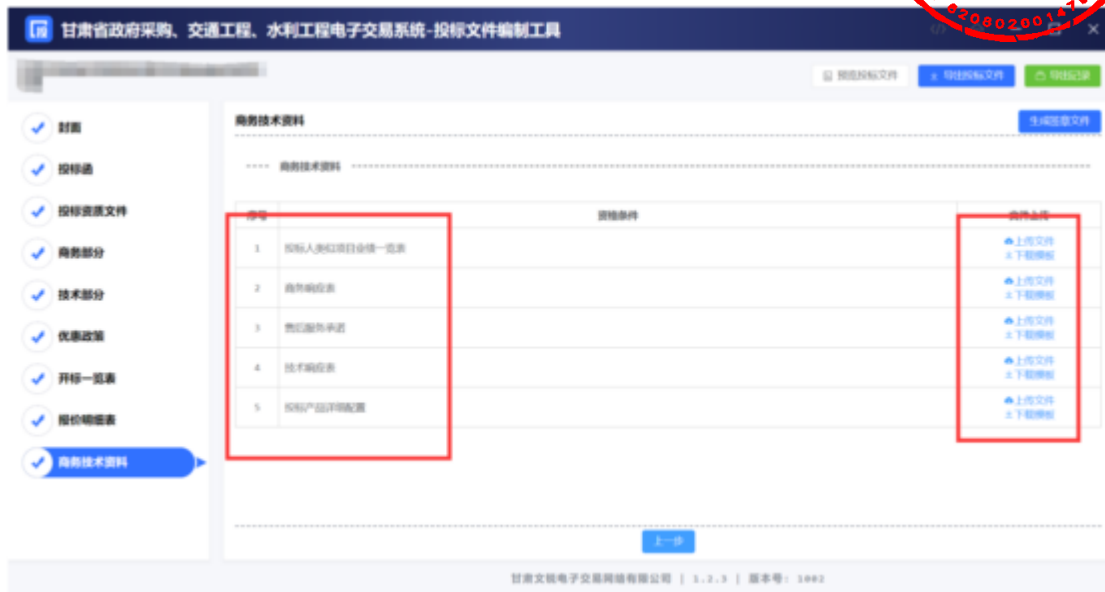 甘肃省政府采购、交通工程、水利工程电子交易系统-投标文件编制工具
预览投标文件
导出投标文件
导出记录
封面
投标函
投标资质文件
商务部分
技术部分
优惠政策
开标一览表
报价明细表
商务技术资料
商务技术资料
生成签章文件
商务技术资料
序号 资格条件 文件上传
1 投标人类似项目业绩一览表 上传文件
下载模板
2 商务响应表 上传文件
下载模板
3 售后服务承诺 上传文件
下载模板
4 技术响应表 上传文件
下载模板
5 投标产品详细配置 上传文件
下载模板
上一步
甘肃文锐电子交易网络有限公司 | 1.2.3 | 版本号: 1002